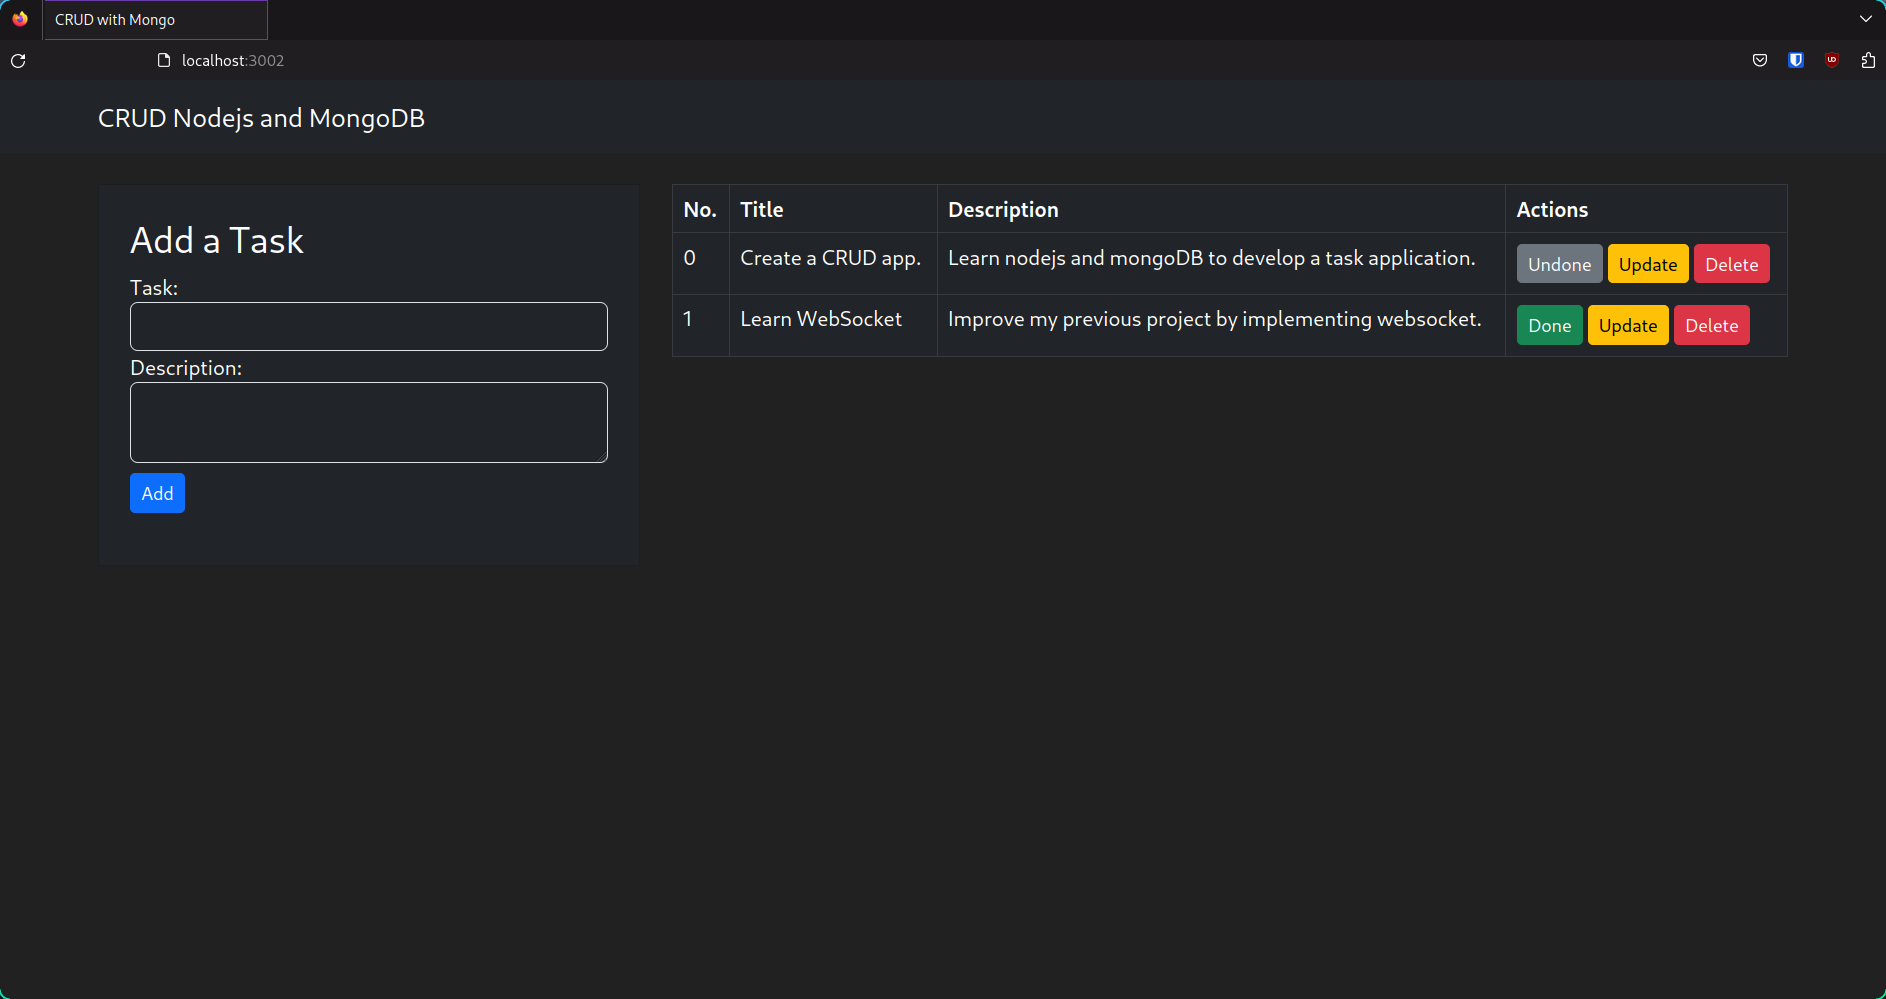 CRUD with Mongo
localhost:3002
CRUD Nodejs and MongoDB
Add a Task
Task:
Description:
Add
No. Title Description Actions
0 Create a CRUD app. Learn nodejs and mongoDB to develop a task application. Undone Update Delete
1 Learn WebSocket Improve my previous project by implementing websocket. Done Update Delete